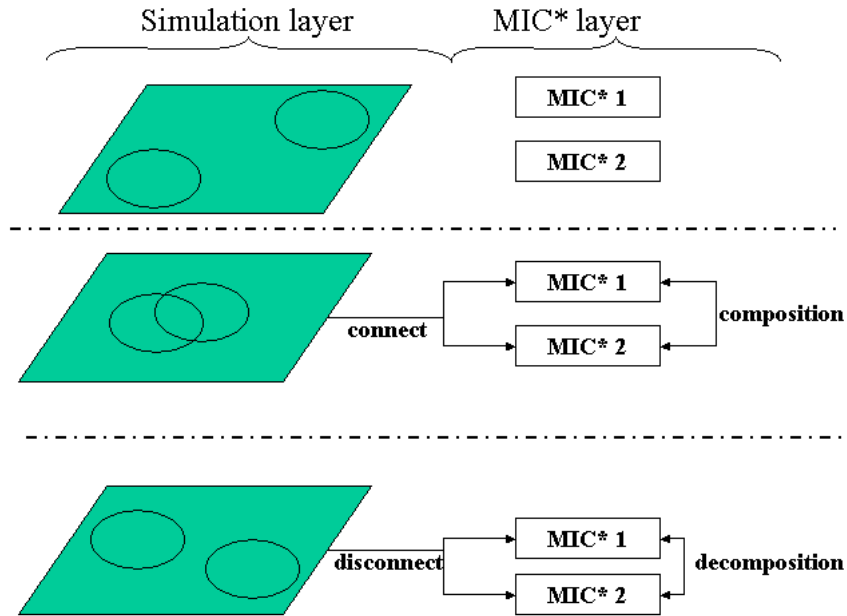 Simulation layer
MIC* layer
MIC* 1
MIC* 2
MIC* 1
connect
composition
MIC* 2
MIC* 1
disconnect
decomposition
MIC* 2